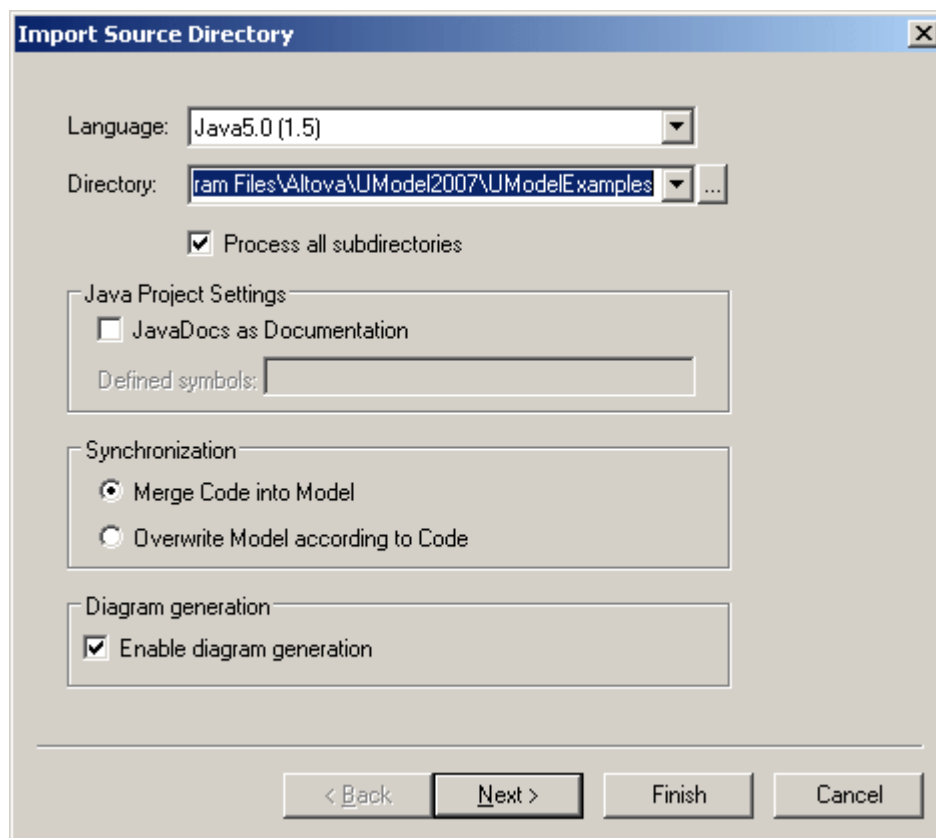 Import Source Directory
Language: Java5.0 (1.5)
Directory: ram Files\Altova\UModel2007\UModelExamples ...
Process all subdirectories
Java Project Settings
JavaDocs as Documentation
Defined symbols:
Synchronization
Merge Code into Model
Overwrite Model according to Code
Diagram generation
Enable diagram generation
< Back Next > Finish Cancel